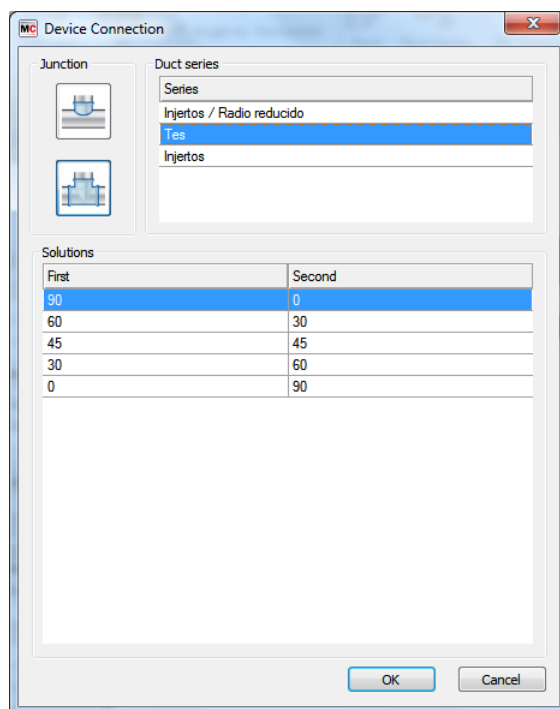 MC Device Connection
Junction
Duct series
Series
Injertos / Radio reducido
Tes
Injertos
Solutions
First Second
90 0
60 30
45 45
30 60
0 90
OK Cancel